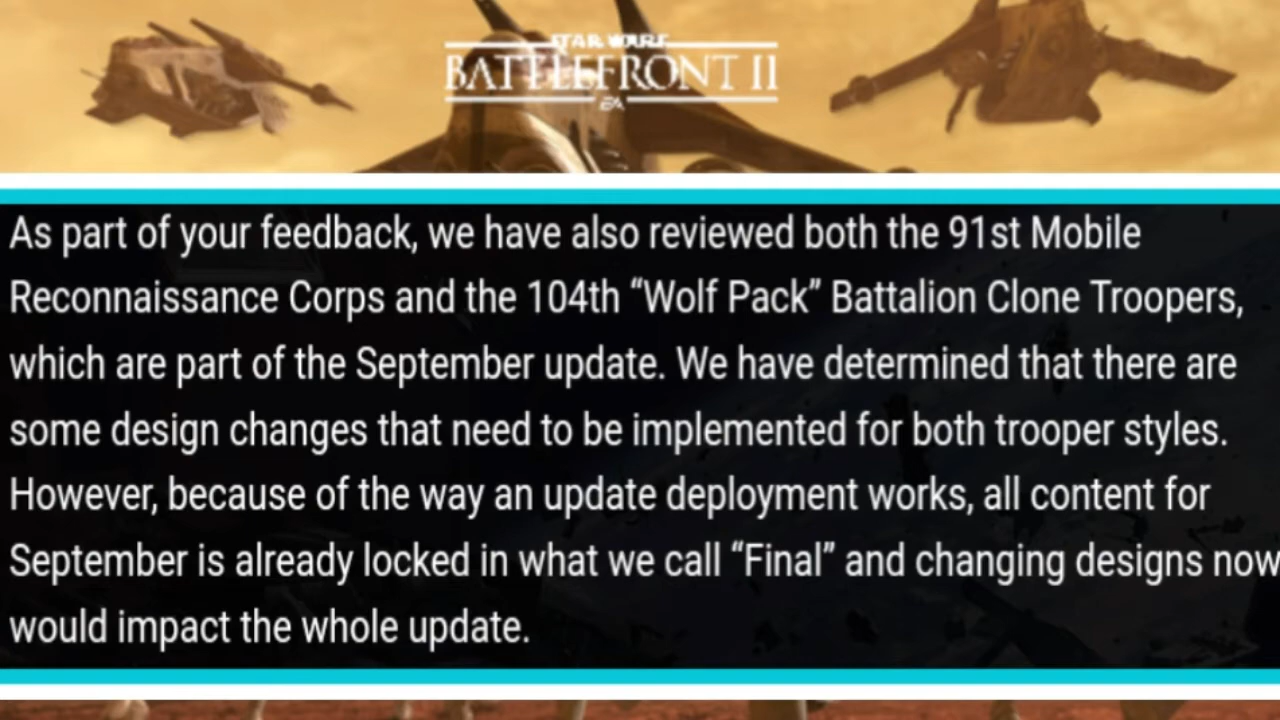 STAR WARS
BATTLEFRONT II
EA
As part of your feedback, we have also reviewed both the 91st Mobile
Reconnaissance Corps and the 104th “Wolf Pack” Battalion Clone Troopers,
which are part of the September update. We have determined that there are
some design changes that need to be implemented for both trooper styles.
However, because of the way an update deployment works, all content for
September is already locked in what we call “Final” and changing designs now
would impact the whole update.